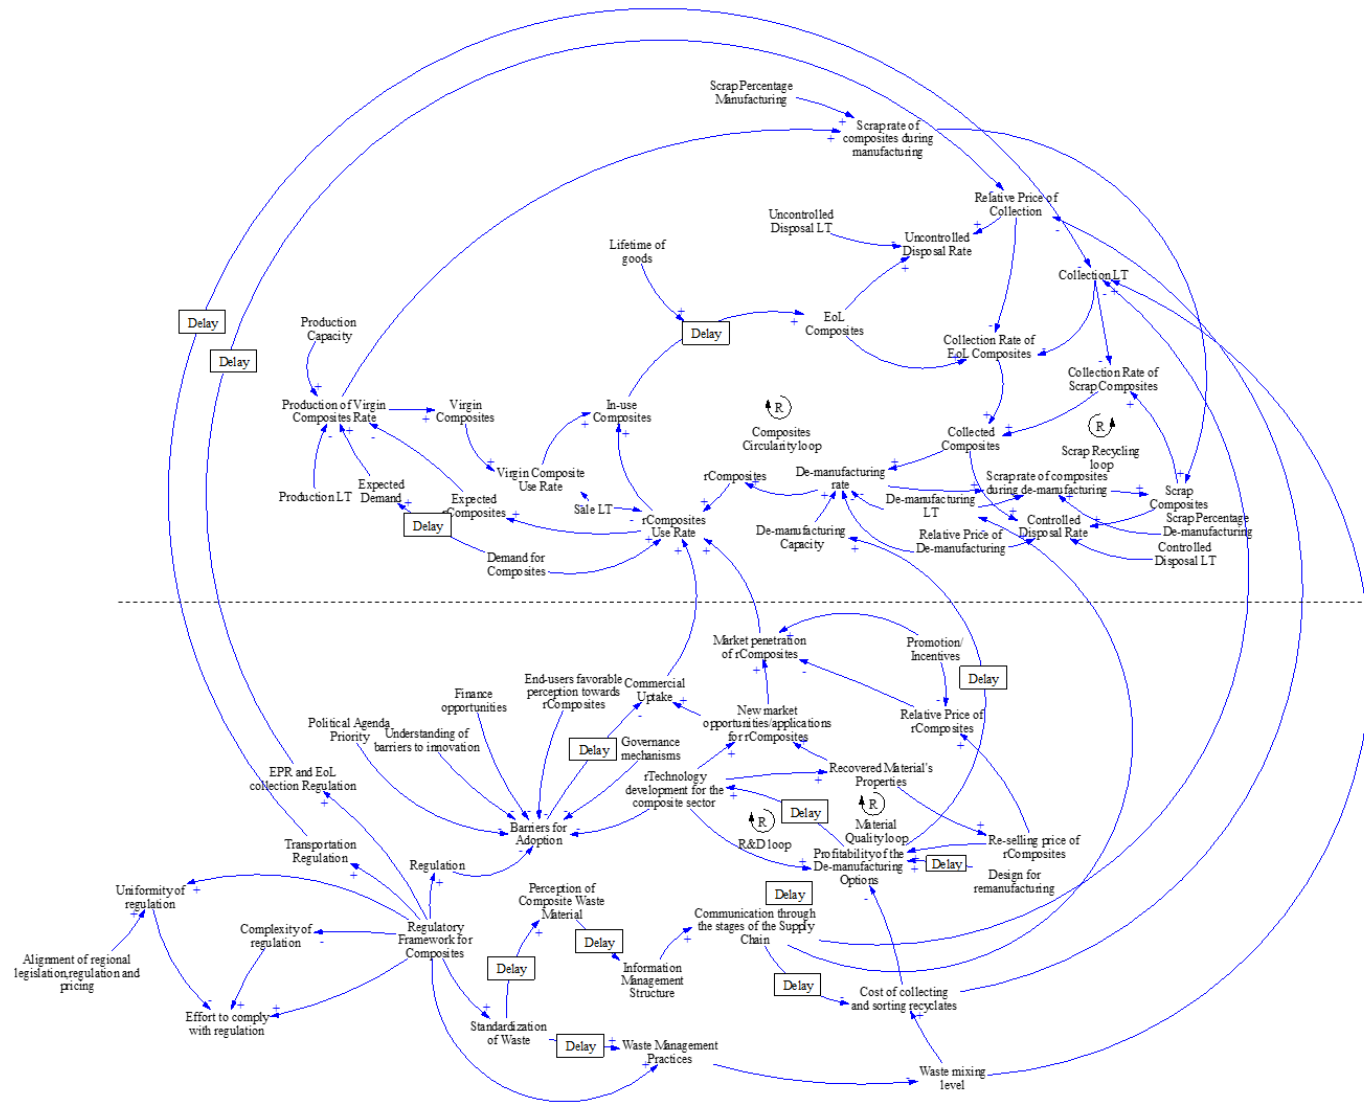 Scrap Percentage
Manufacturing
Scrap rate of
composites during
manufacturing
Relative Price of
Collection
Uncontrolled
Disposal LT
Uncontrolled
Disposal Rate
Lifetime of
goods
Collection LT
Delay
Production
Capacity
Delay
EoL
Composites
Delay
Collection Rate of
EoL Composites
Collection Rate of
Scrap Composites
Production of Virgin
Composites Rate
Virgin
Composites
In-use
Composites
R
Composites
Circularity loop
Collected
Composites
R
Scrap Recycling
loop
Virgin Composite
Use Rate
rComposites
De-manufacturing
rate
Scrap rate of composites
during de-manufacturing
Scrap
Composites
Production LT
Expected
Demand
Expected
rComposites
Sale LT
De-manufacturing
LT
Delay
rComposites
Use Rate
De-manufacturing
Capacity
Relative Price of
De-manufacturing
Controlled
Disposal Rate
Scrap Percentage
De-manufacturing
Demand for
Composites
Controlled
Disposal LT
Market penetration
of rComposites
Promotion/
Incentives
Delay
End-users favorable
perception towards
rComposites
Commercial
Uptake
Finance
opportunities
Political Agenda
Priority
Understanding of
barriers to innovation
New market
opportunities/applications
for rComposites
Relative Price of
rComposites
Delay
Governance
mechanisms
EPR and EoL
collection Regulation
rTechnology
development for the
composite sector
Recovered Material's
Properties
Delay
R
R&D loop
R
Material
Quality loop
Barriers for
Adoption
Transportation
Regulation
Regulation
Re-selling price of
rComposites
Profitability of the
De-manufacturing
Options
Delay
Design for
remanufacturing
Uniformity of
regulation
Perception of
Composite Waste
Material
Delay
Communication through
the stages of the Supply
Chain
Complexity of
regulation
Regulatory
Framework for
Composites
Delay
Alignment of regional
legislation,regulation and
pricing
Delay
Information
Management
Structure
Delay
Cost of collecting
and sorting recyclates
Effort to comply
with regulation
Standardization
of Waste
Delay
Waste Management
Practices
Waste mixing
level